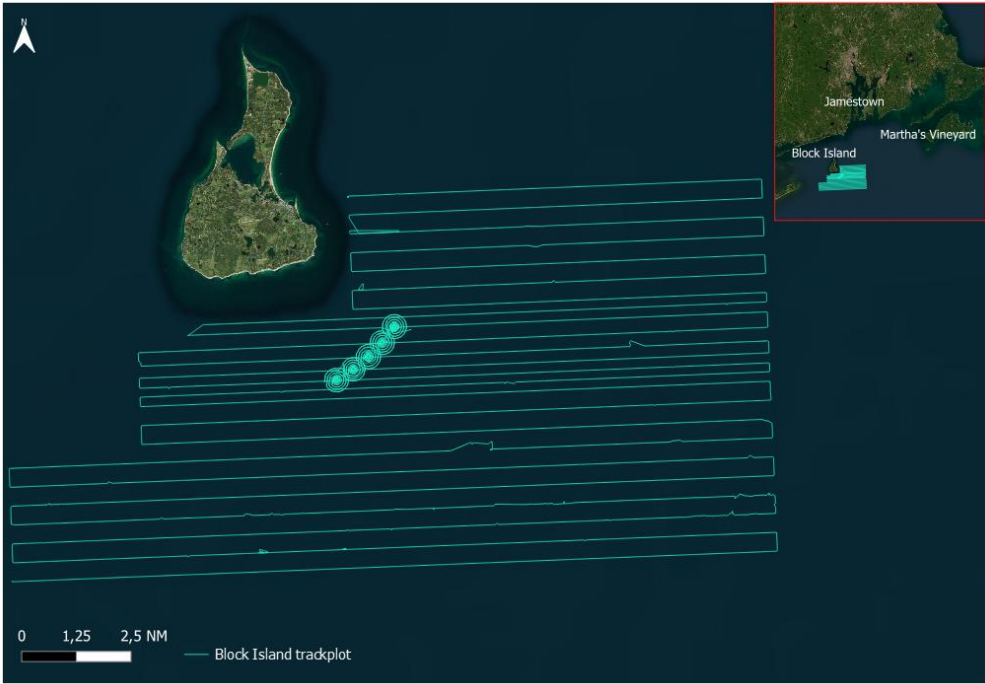 N
Jamestown
Martha's Vineyard
Block Island
0 1,25 2,5 NM
Block Island trackplot